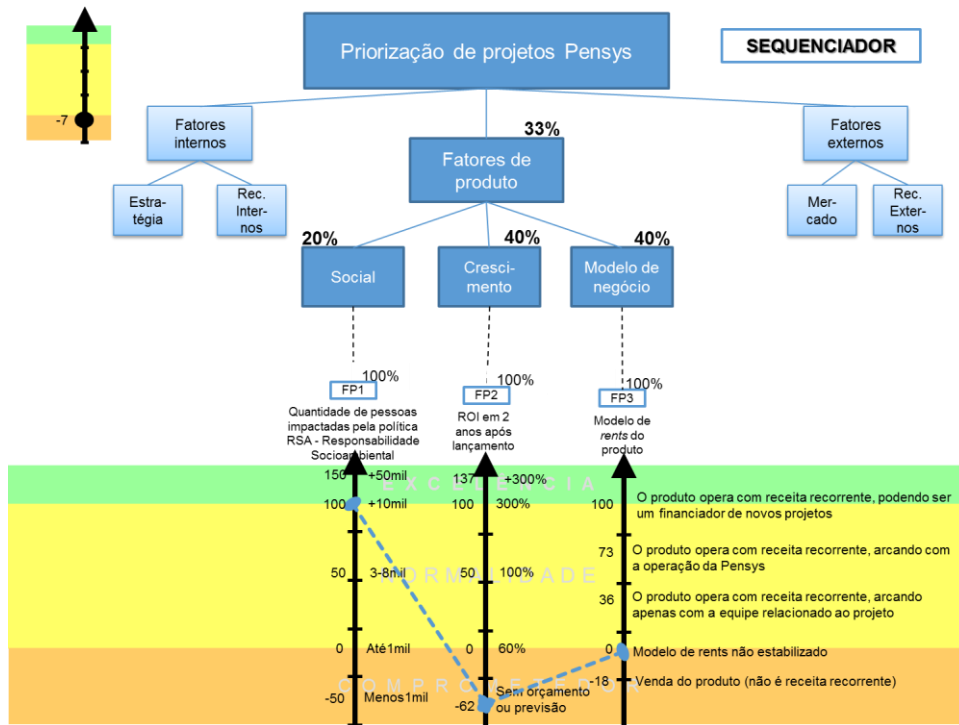 Priorização de projetos Pensys
SEQUENCIADOR
-7
Fatores
internos
33%
Fatores de
produto
Fatores
externos
Estra-
tégia
Rec.
Inter-
nos
Mer-
cado
Rec.
Exter-
nos
20%
40%
40%
Social
Cresci-
mento
Modelo de
negócio
100%
100%
100%
FP1
FP2
FP3
Quantidade de pessoas
impactadas pela política
RSA - Responsabilidade
Socioambiental
ROI em 2
anos após
lançamento
Modelo de
rents do
produto
EXCELENCIA
NORMALIDADE
COMPROMETEDOR
150 +50mil
100 +10mil
50 3-8mil
0 Até1mil
-50 Menos1mil
137 +300%
100 300%
50 100%
0 60%
-62 Sem orçamento
ou previsão
100 O produto opera com receita recorrente, podendo ser
um financiador de novos projetos
73 O produto opera com receita recorrente, arcando com
a operação da Pensys
36 O produto opera com receita recorrente, arcando
apenas com a equipe relacionado ao projeto
0 Modelo de rents não estabilizado
-18 Venda do produto (não é receita recorrente)